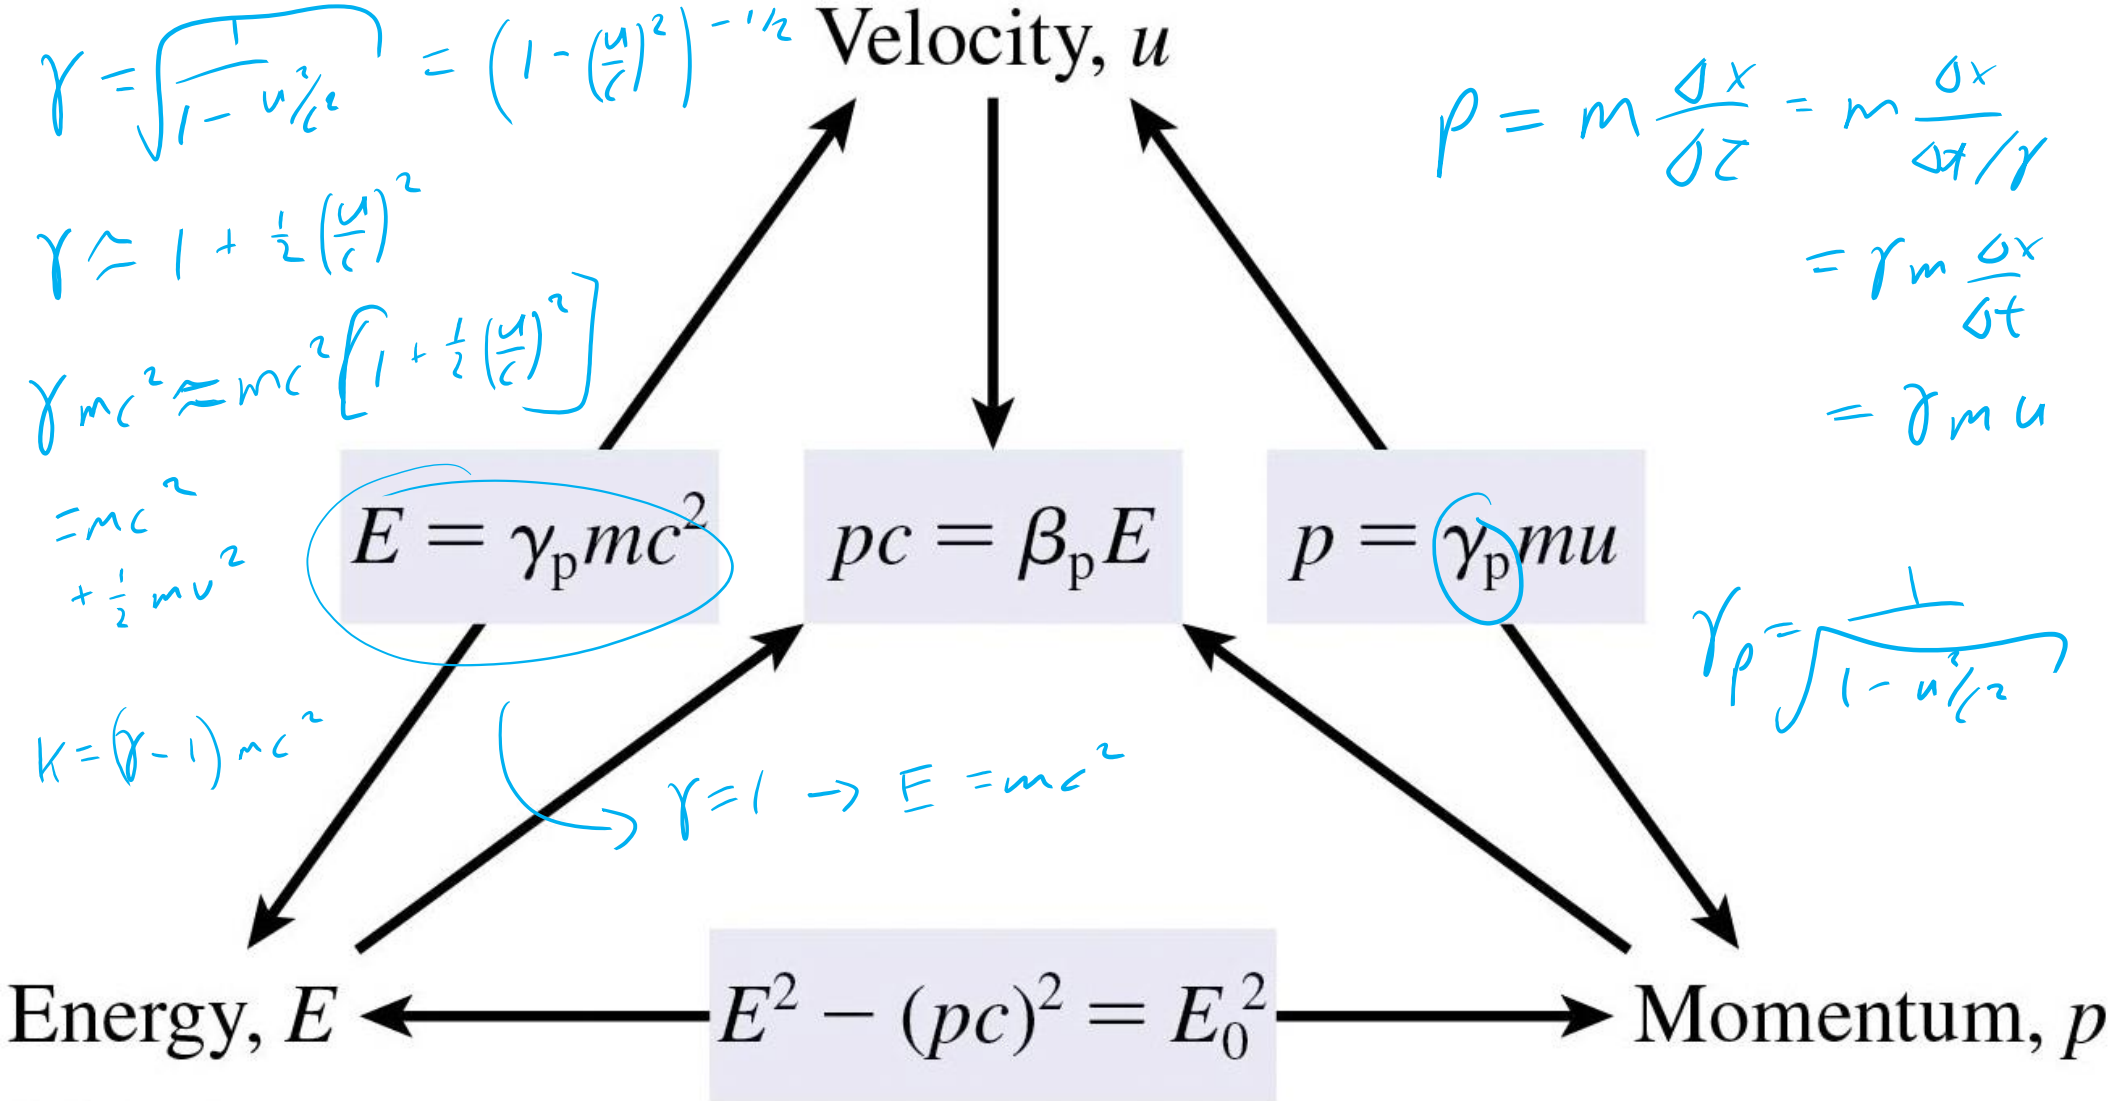 Velocity, u
γ = √(1/(1 - u²/c²)) = (1 - (u/c)²)^(-1/2)
γ ≈ 1 + 1/2 (u/c)²
γmc² ≈ mc² [1 + 1/2 (u/c)²]
= mc²
+ 1/2 mu²
K = (γ - 1) mc²
p = m Δx/Δτ = m Δx/(Δt/γ)
= γm Δx/Δt
= γmu
E = γₚmc²
pc = βₚE
p = γₚmu
γₚ = 1/√(1 - u²/c²)
γ = 1 → E = mc²
Energy, E
E² − (pc)² = E₀²
Momentum, p